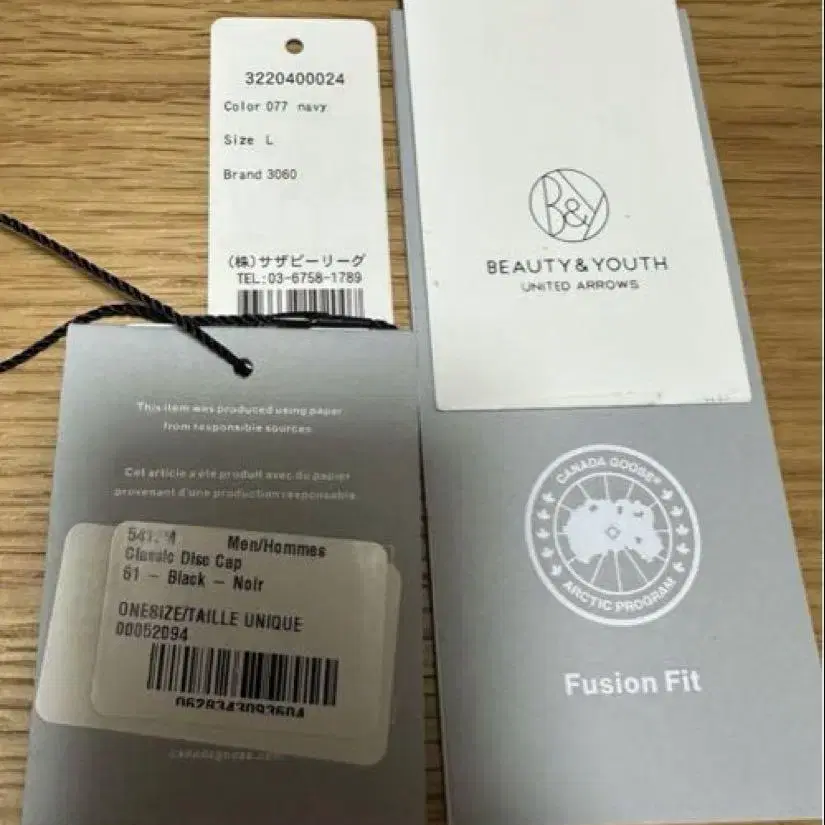 3220400024
Color 077 navy
Size L
Brand 3060
(株)サザビーリーグ
TEL:03-6758-1789
B&Y
BEAUTY&YOUTH
UNITED ARROWS
This item was produced using paper
from responsible sources.
Cet article a été produit avec du papier
provenant d'une production responsable.
Men/Hommes
Classic Disc Cap
61 - Black - Noir
ONESIZE/TAILLE UNIQUE
00052094
0628343093604
canadagoose.com
CANADA GOOSE®
ARCTIC PROGRAM
Fusion Fit